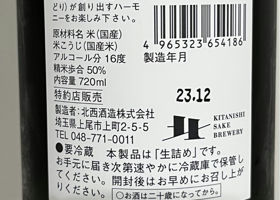 どり）が創り出すハーモ
ニーをお楽しみ下さい。
原材料名 米（国産）
米こうじ（国産米）
アルコール分 16度
精米歩合 50%
内容量 720ml
特約店販売
4965323654186
製造年月
23.12
製造者：北西酒造株式会社
埼玉県上尾市上町2-5-5
☎ 048-771-0011
KITANISHI
SAKE
BREWERY
●要冷蔵 本製品は「生詰め」です。
お手元に届き次第速やかに冷蔵庫で保管し
てください。開封後はお早めにお召し上が
りください。
○お酒は二十歳になってから。